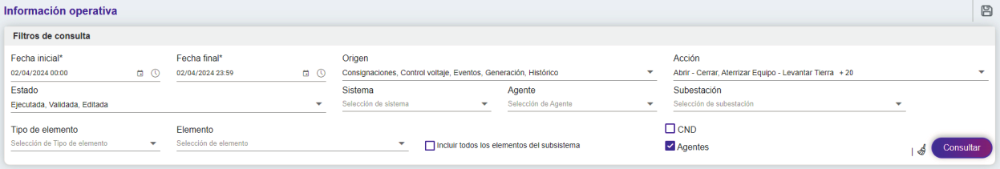 Información operativa
Filtros de consulta
Fecha inicial* Fecha final* Origen Acción
02/04/2024 00:00 02/04/2024 23:59 Consignaciones, Control voltaje, Eventos, Generación, Histórico Abrir - Cerrar, Aterrizar Equipo - Levantar Tierra + 20
Estado Sistema Agente Subestación
Ejecutada, Validada, Editada Selección de sistema Selección de Agente Selección de subestación
Tipo de elemento Elemento CND
Selección de Tipo de elemento Selección de elemento Incluir todos los elementos del subsistema Agentes | Consultar